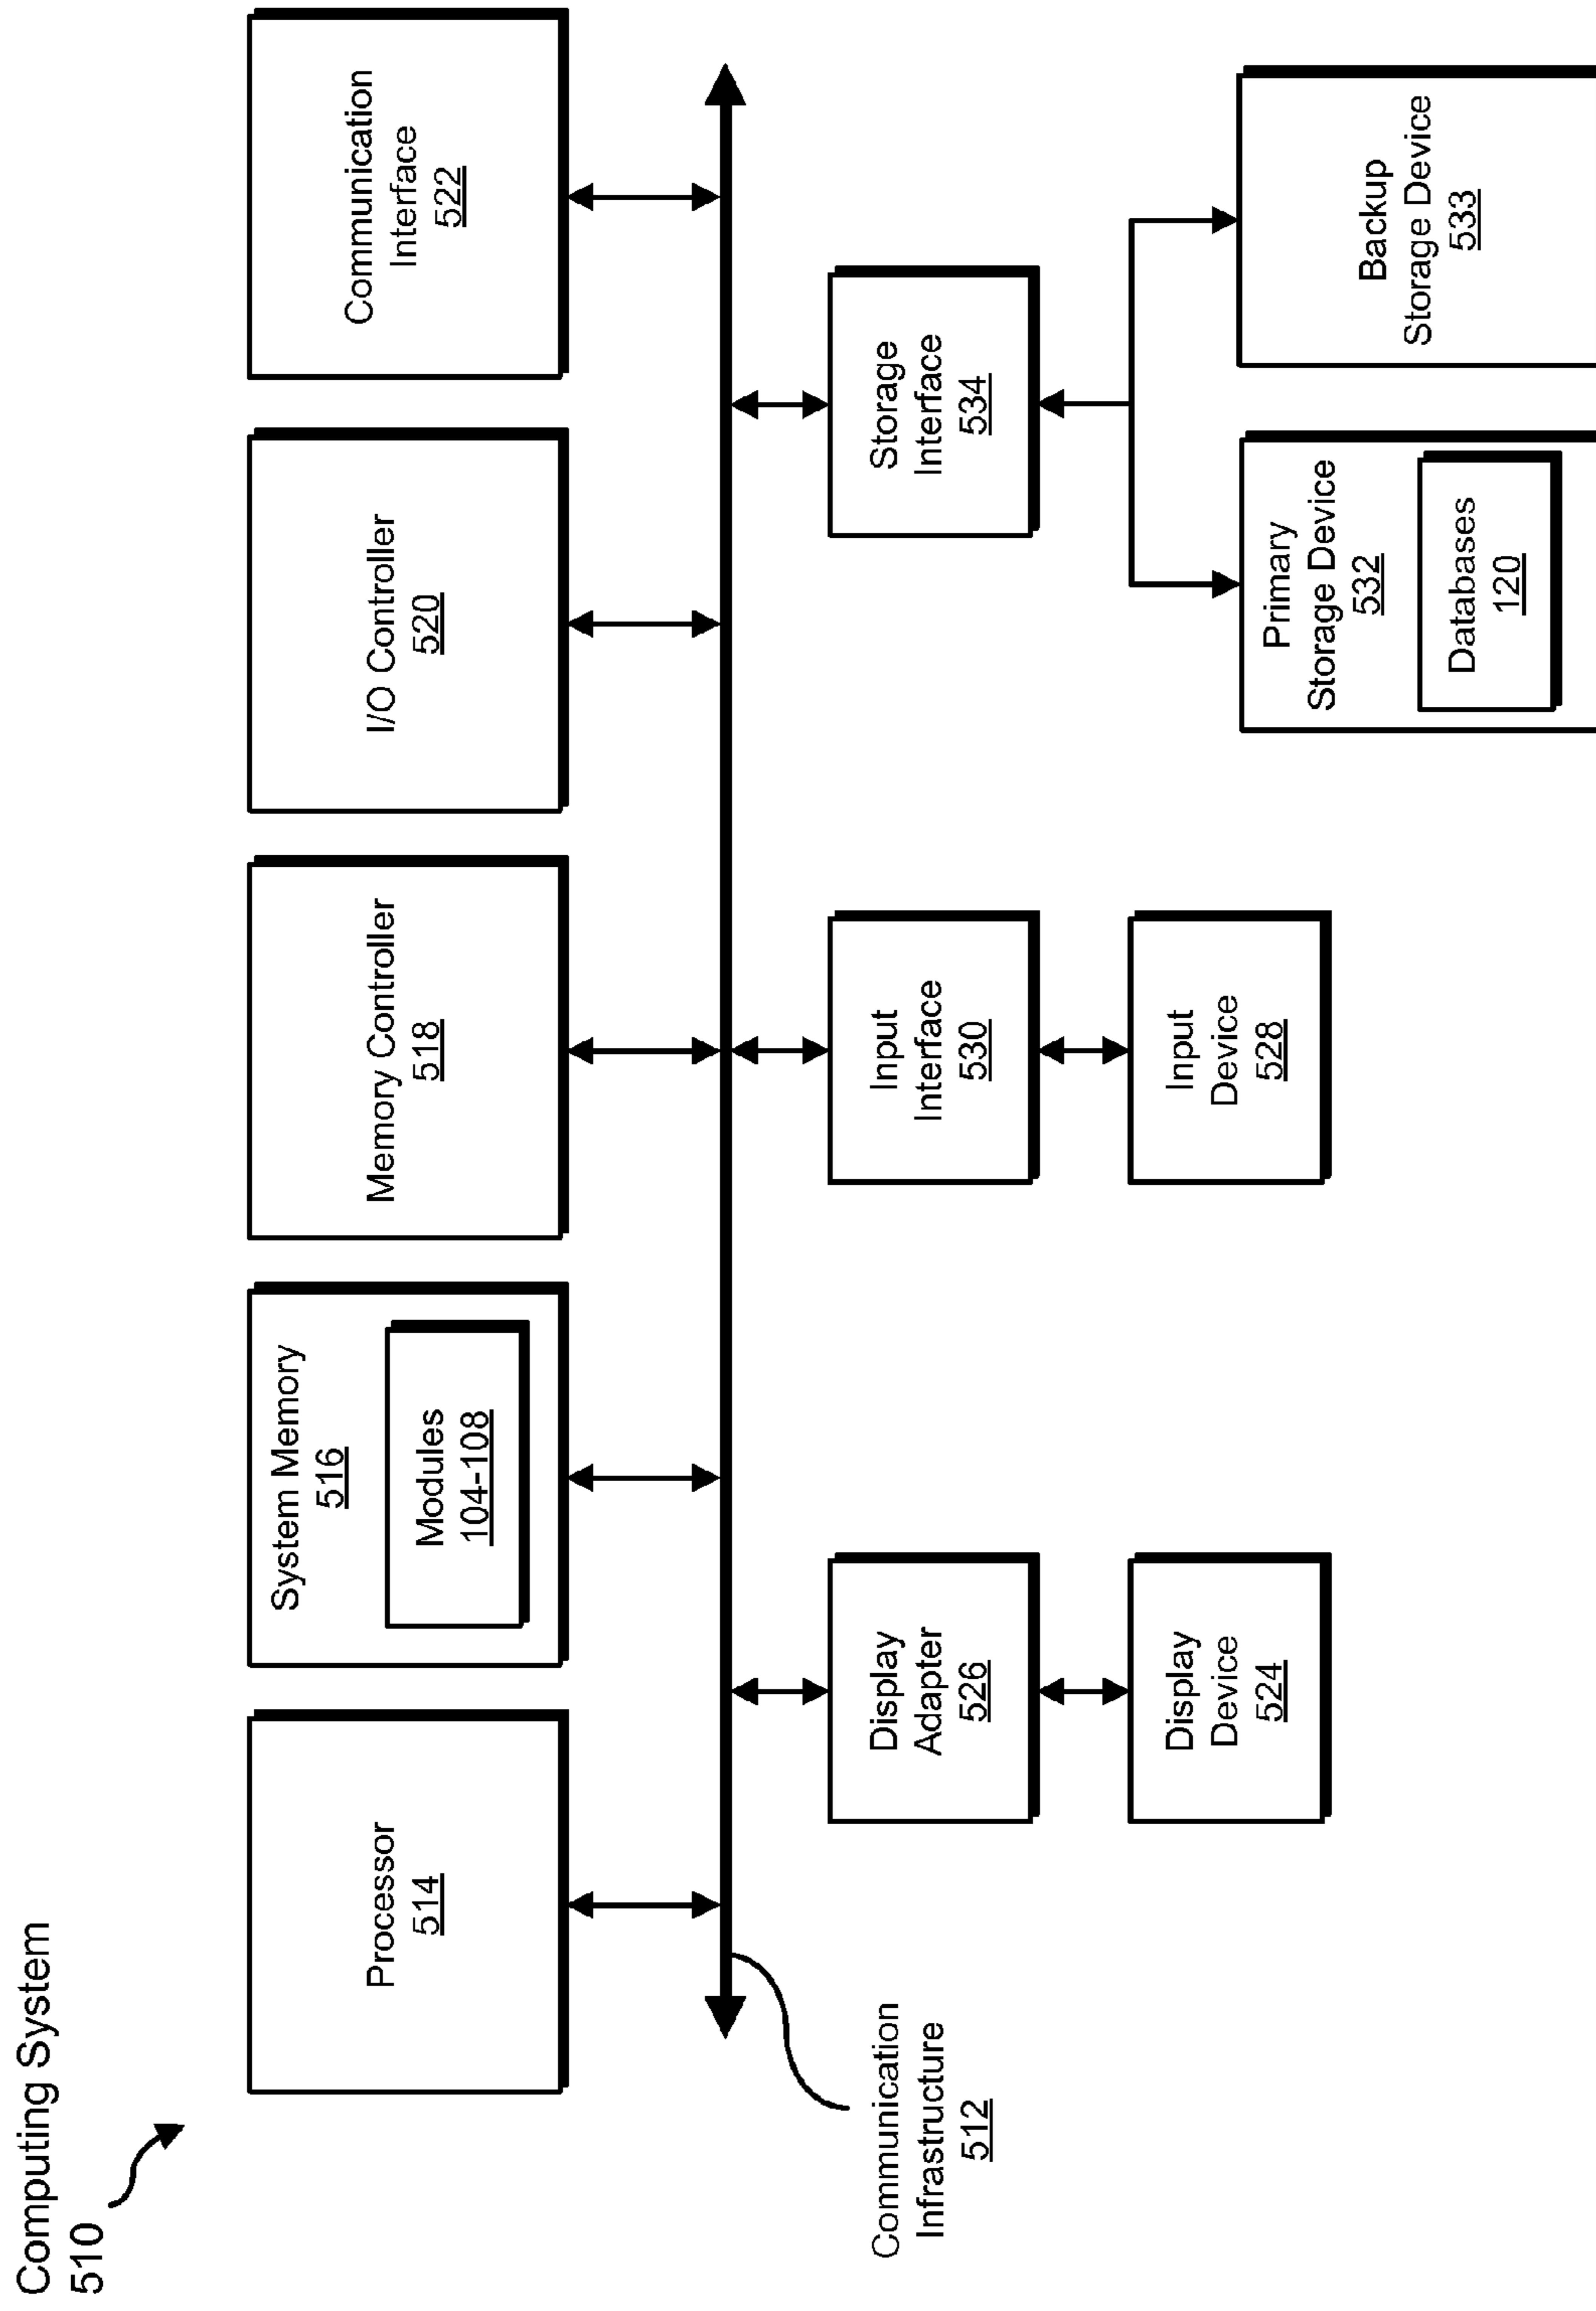 Computing System
510
Processor
514
System Memory
516
Modules
104-108
Memory Controller
518
I/O Controller
520
Communication
Interface
522
Communication
Infrastructure
512
Display
Adapter
526
Input
Interface
530
Storage
Interface
534
Display
Device
524
Input
Device
528
Primary
Storage Device
532
Databases
120
Backup
Storage Device
533